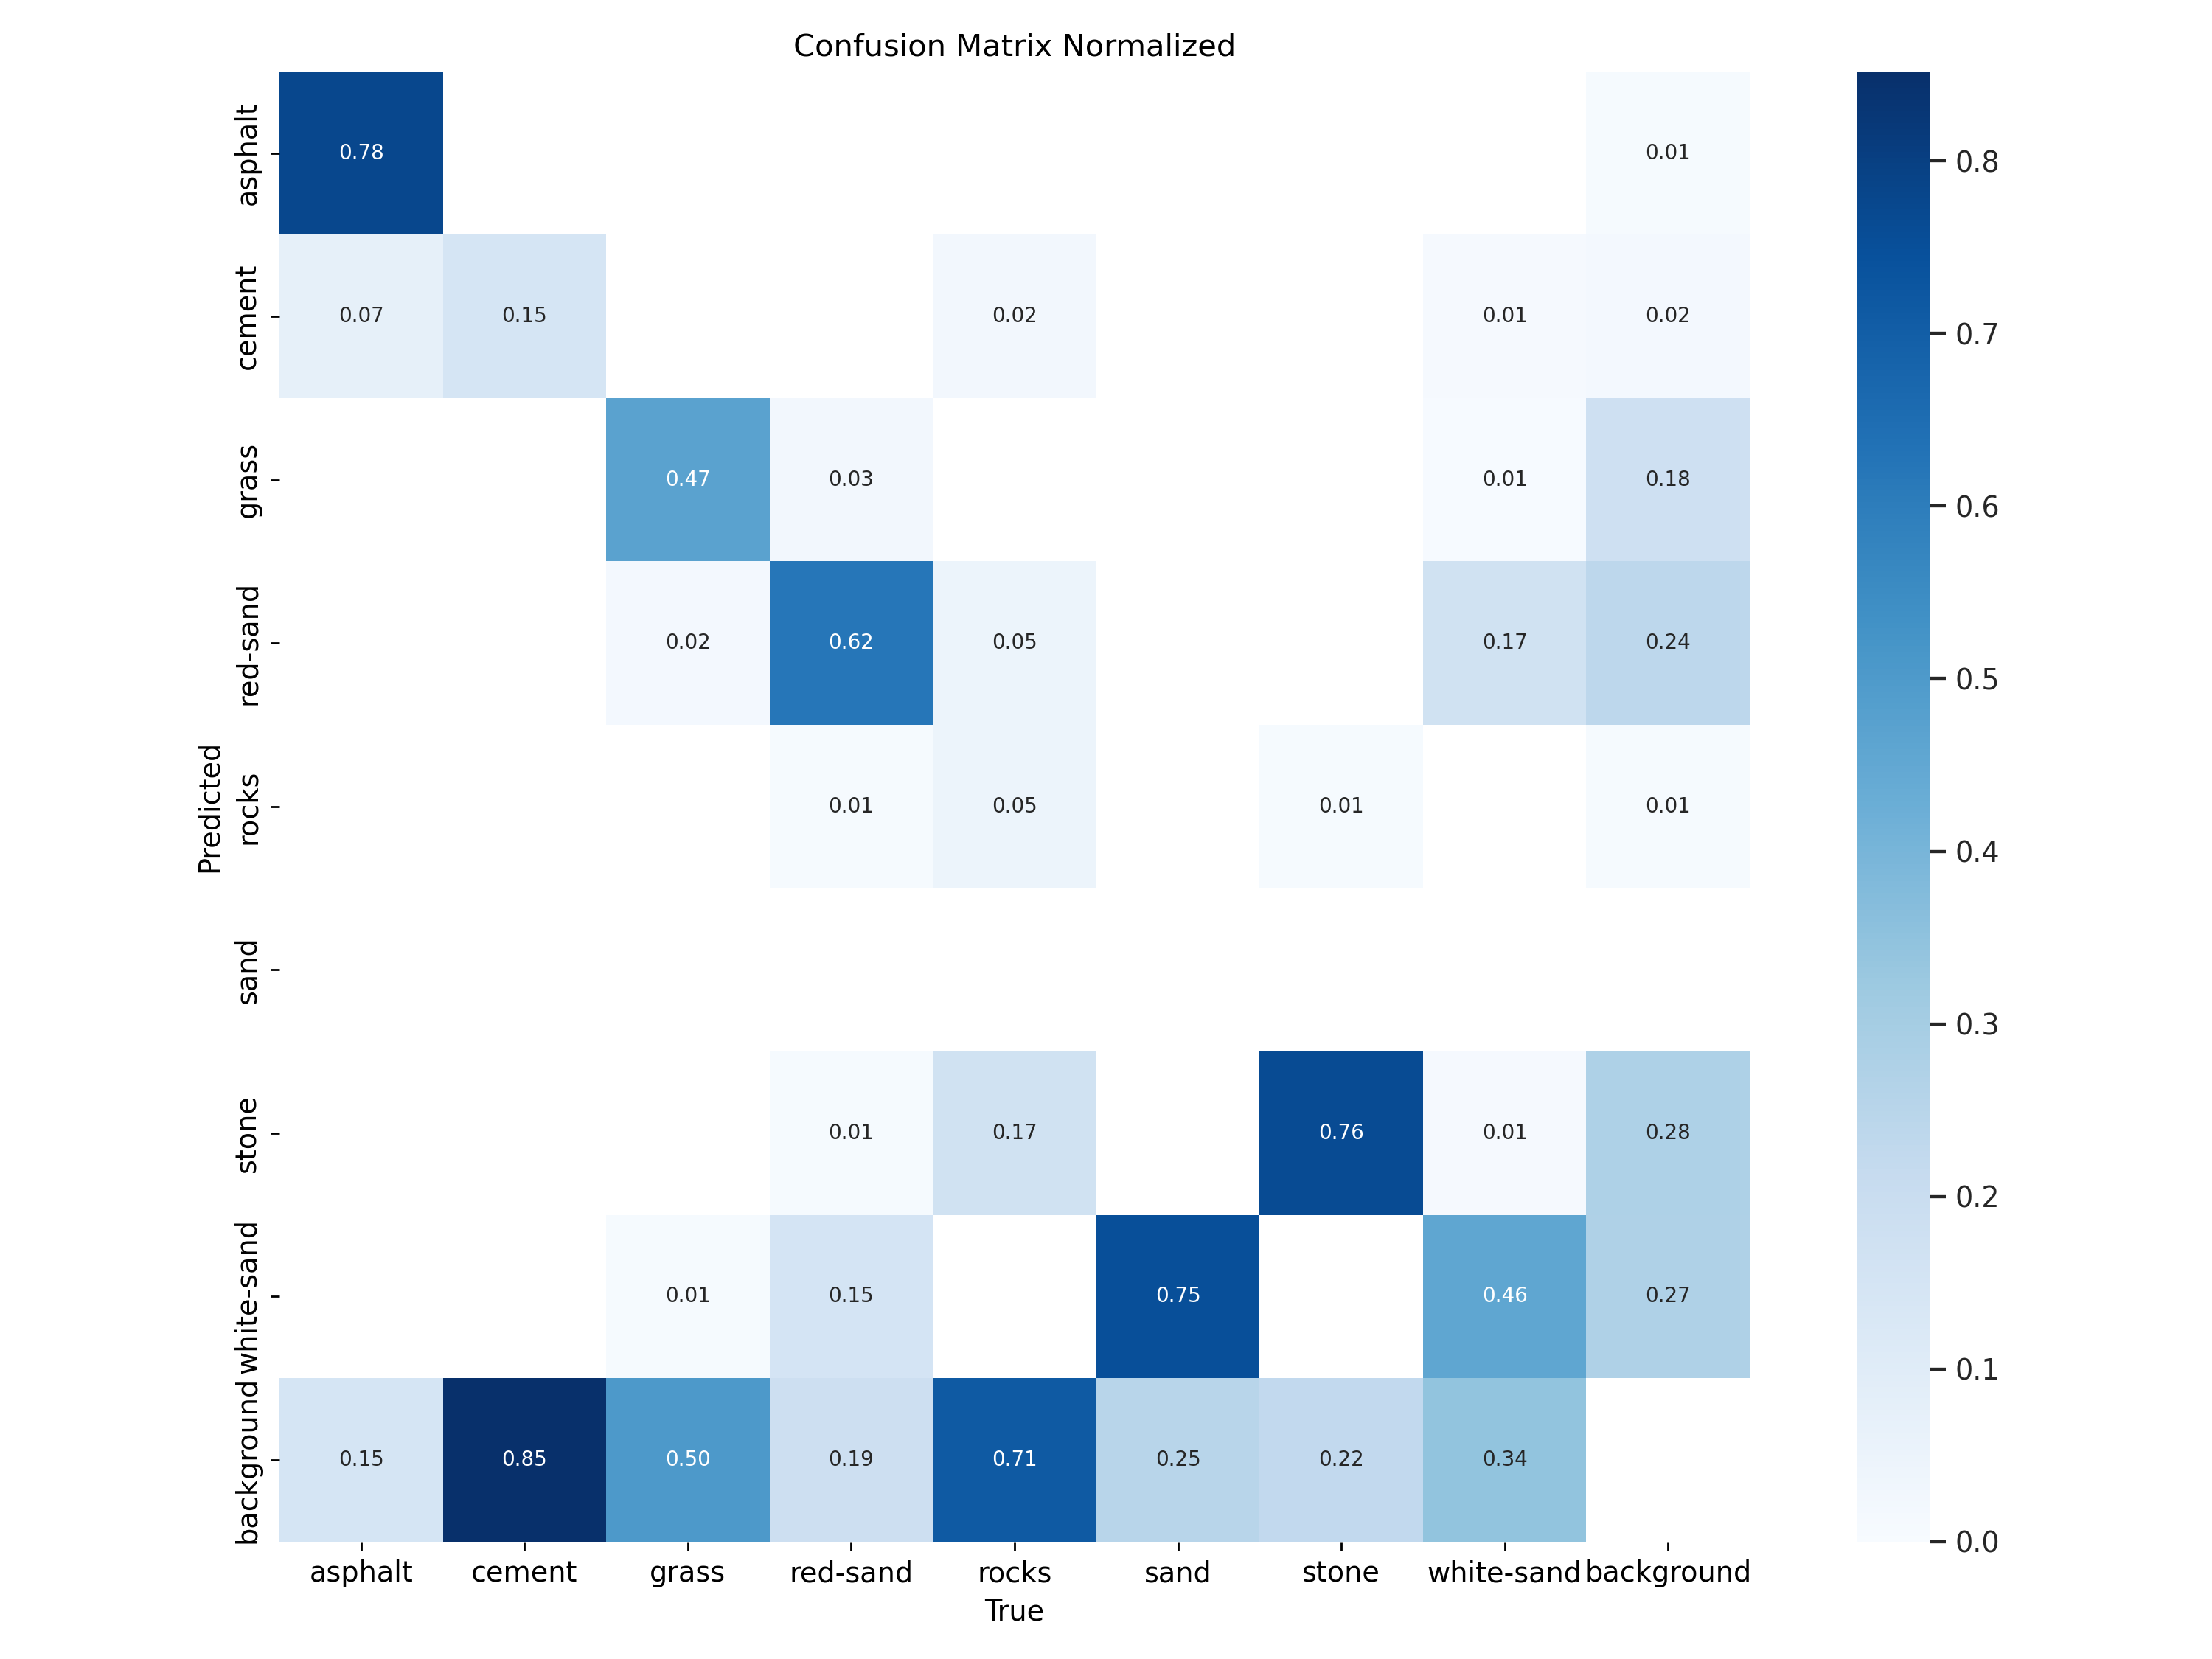 Confusion Matrix Normalized
asphalt 0.78 0.01 0.8
cement 0.07 0.15 0.02 0.01 0.02 0.7
grass 0.47 0.03 0.01 0.18 0.6
red-sand 0.02 0.62 0.05 0.17 0.24 0.5
Predicted
rocks 0.01 0.05 0.01 0.01 0.4
sand 0.3
stone 0.01 0.17 0.76 0.01 0.28 0.2
white-sand 0.01 0.15 0.75 0.46 0.27 0.1
background 0.15 0.85 0.50 0.19 0.71 0.25 0.22 0.34 0.0
asphalt cement grass red-sand rocks sand stone white-sand background
True